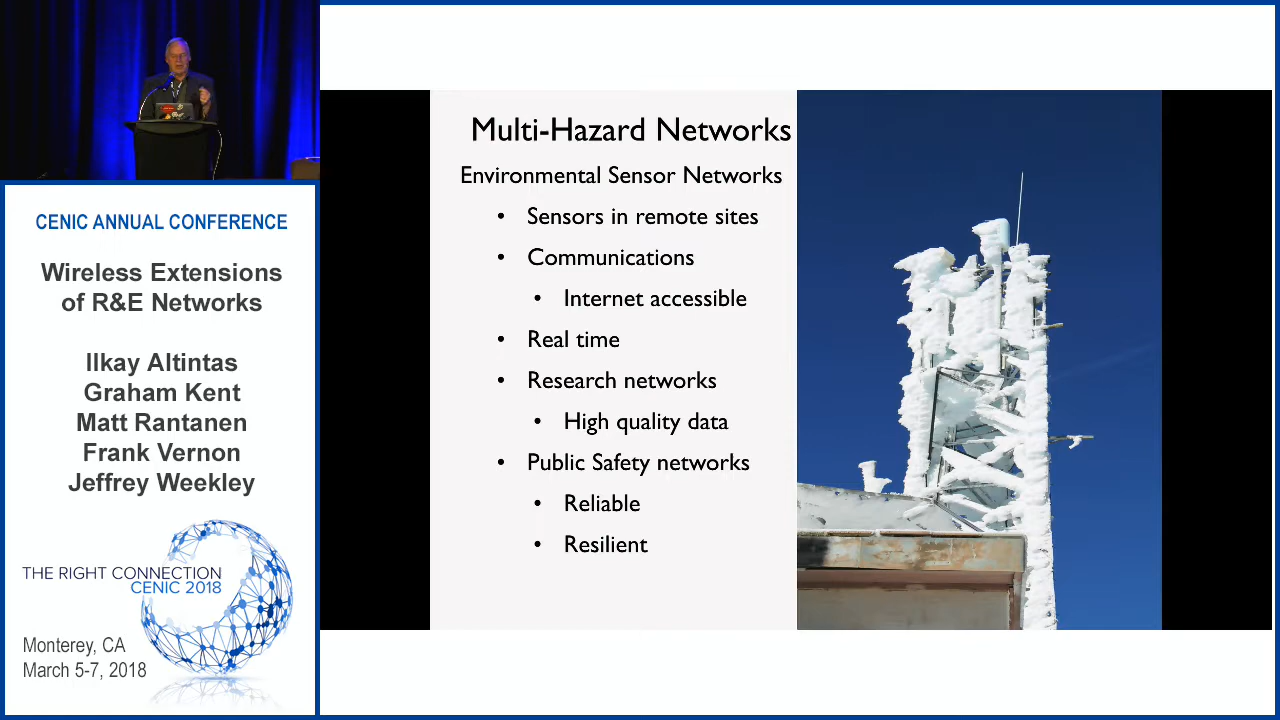 CENIC ANNUAL CONFERENCE
Wireless Extensions
of R&E Networks
Ilkay Altintas
Graham Kent
Matt Rantanen
Frank Vernon
Jeffrey Weekley
THE RIGHT CONNECTION
CENIC 2018
Monterey, CA
March 5-7, 2018
Multi-Hazard Networks
Environmental Sensor Networks
• Sensors in remote sites
• Communications
• Internet accessible
• Real time
• Research networks
• High quality data
• Public Safety networks
• Reliable
• Resilient